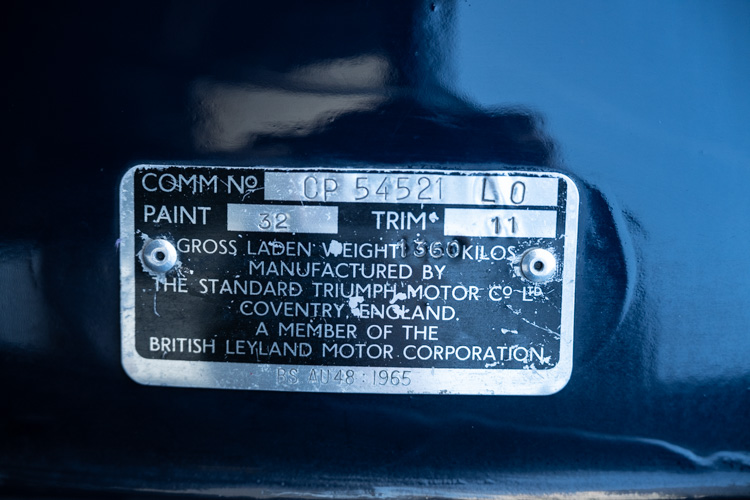 COMM No CP 54521 LO
PAINT 32 TRIM 11
GROSS LADEN WEIGHT 1360 KILOS
MANUFACTURED BY
THE STANDARD TRIUMPH MOTOR Co LTD
COVENTRY, ENGLAND.
A MEMBER OF THE
BRITISH LEYLAND MOTOR CORPORATION
BS AU48:1965